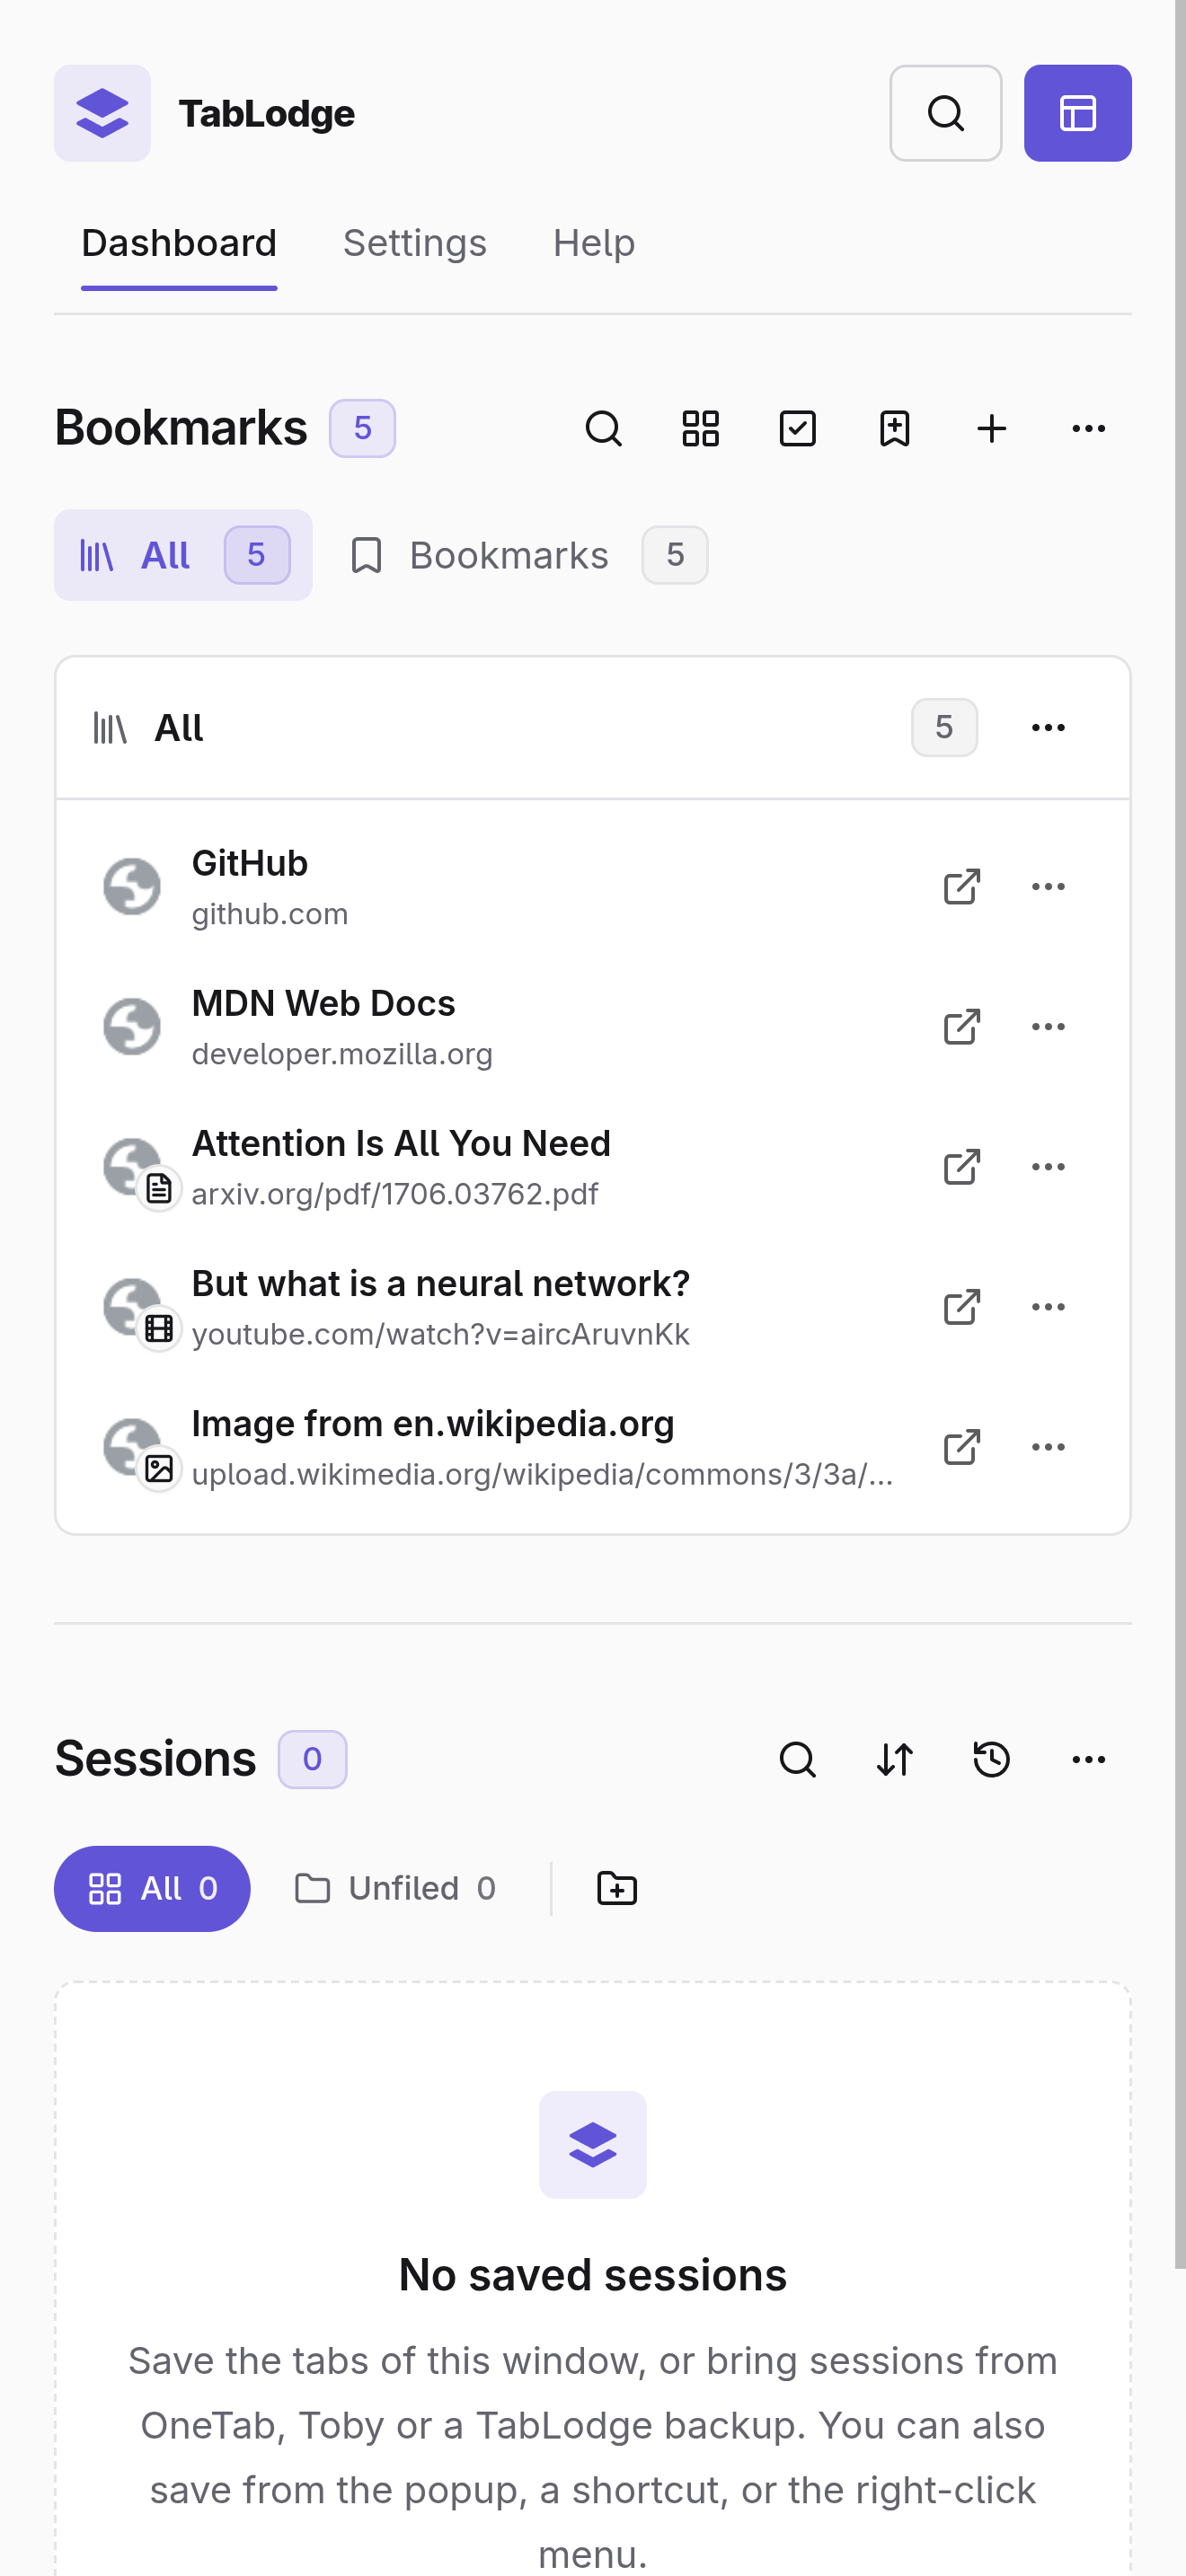 TabLodge
Dashboard Settings Help
Bookmarks 5
All 5 Bookmarks 5
All 5
GitHub
github.com
MDN Web Docs
developer.mozilla.org
Attention Is All You Need
arxiv.org/pdf/1706.03762.pdf
But what is a neural network?
youtube.com/watch?v=aircAruvnKk
Image from en.wikipedia.org
upload.wikimedia.org/wikipedia/commons/3/3a/...
Sessions 0
All 0 Unfiled 0
No saved sessions
Save the tabs of this window, or bring sessions from
OneTab, Toby or a TabLodge backup. You can also
save from the popup, a shortcut, or the right-click
menu.